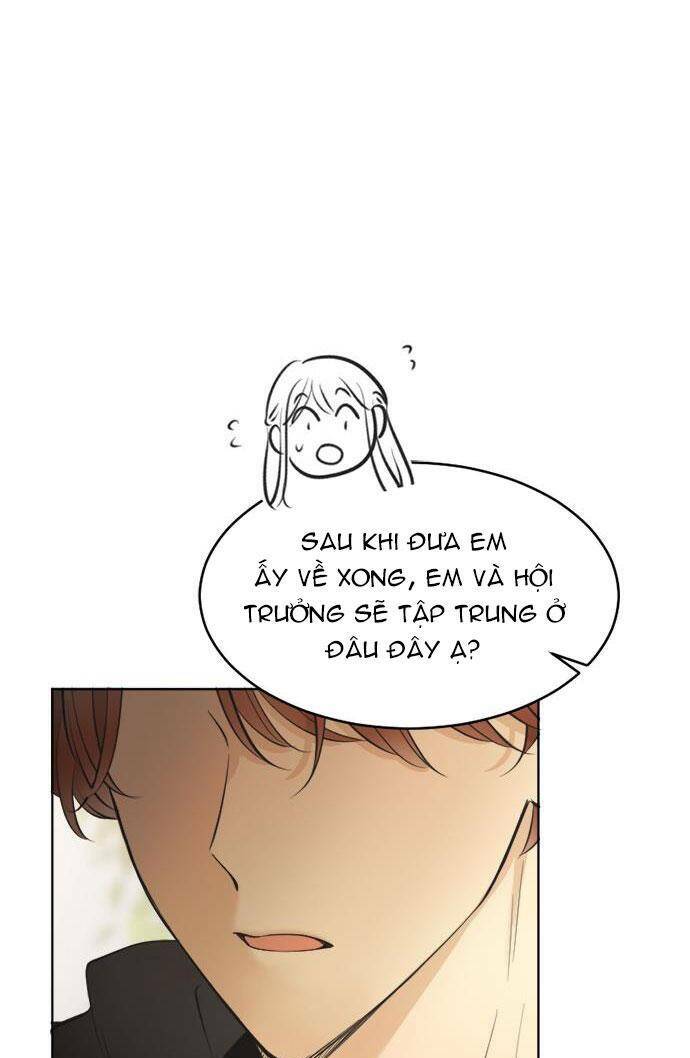 SAU KHI ĐƯA EM
ẤY VỀ XONG, EM VÀ HỘI
TRƯỞNG SẼ TẬP TRUNG Ở
ĐÂU ĐÂY Ạ?